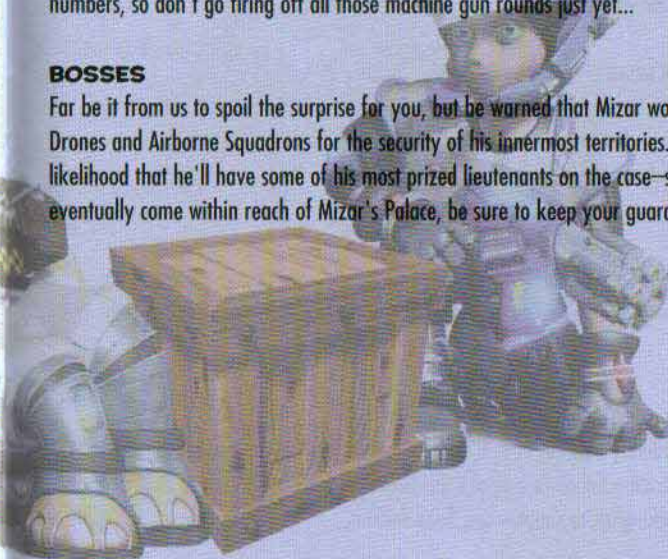 numbers, so don't go firing off all those machine gun rounds just yet...
BOSSES
Far be it from us to spoil the surprise for you, but be warned that Mizar wo
Drones and Airborne Squadrons for the security of his innermost territories.
likelihood that he'll have some of his most prized lieutenants on the case—s
eventually come within reach of Mizar's Palace, be sure to keep your guard